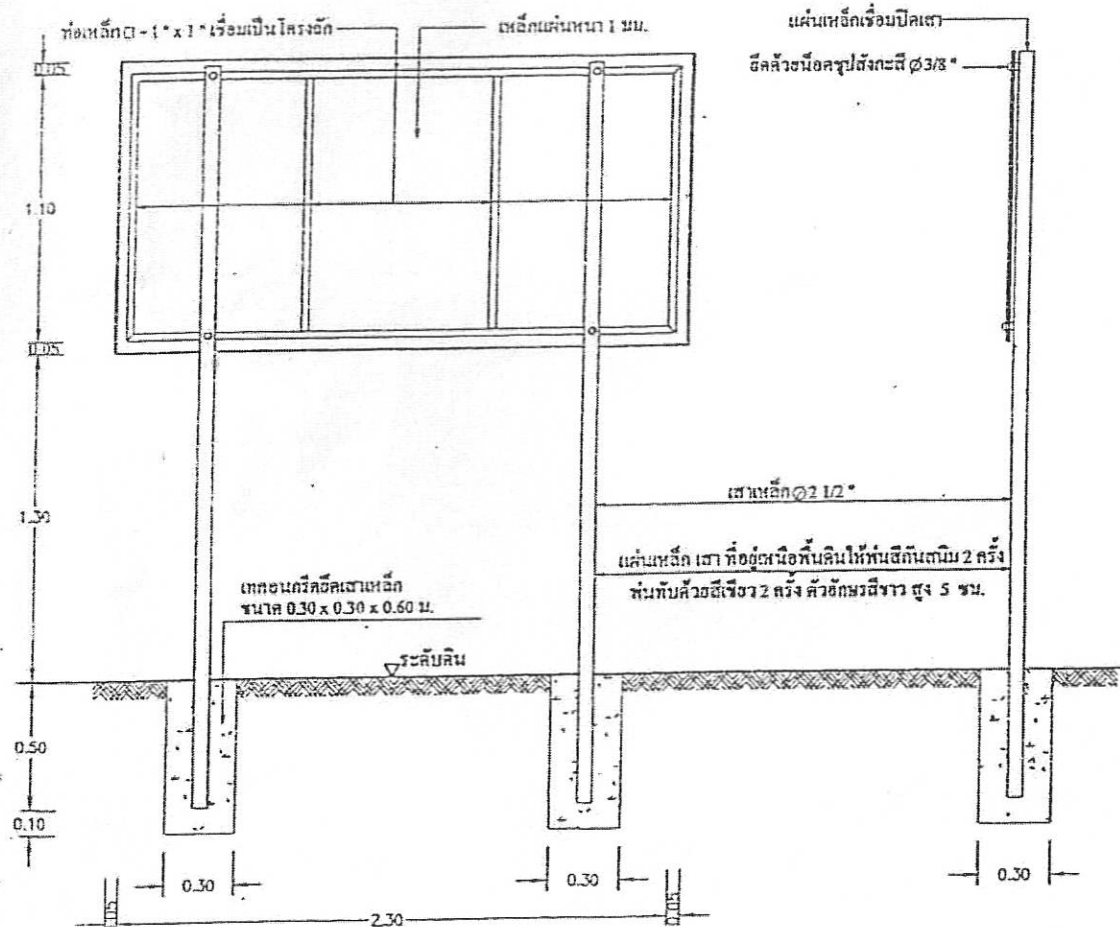 ท่อเหล็ก □ - 1" x 1" เชื่อมเป็นโครงยึด
เหล็กแผ่นหนา 1 มม.
แผ่นเหล็กเชื่อมปิดเสา
ยึดด้วยน็อตชุปสังกะสี Ø3/8"
0.05
1.10
0.05
เสาเหล็ก Ø2 1/2"
1.30
แผ่นเหล็ก เสา ที่อยู่เหนือพื้นดินให้พ่นสีกันสนิม 2 ครั้ง
พ่นทับด้วยสีเขียว 2 ครั้ง ตัวอักษรสีขาว สูง 5 ซม.
เทคอนกรีตยึดเสาเหล็ก
ขนาด 0.30 x 0.30 x 0.60 ม.
ระดับดิน
0.50
0.10
0.30
0.30
0.30
0.05
2.30
0.05